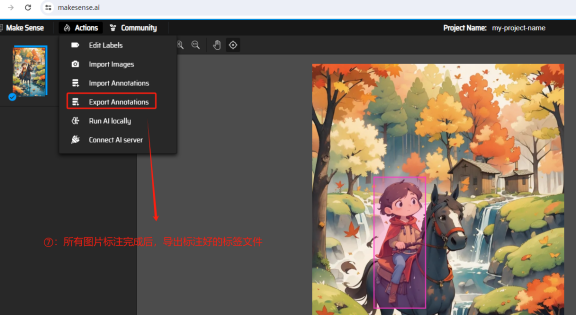 makesense.ai
Make Sense
Actions
Community
Project Name: my-project-name
Edit Labels
Import Images
Import Annotations
Export Annotations
Run AI locally
Connect AI server
⑦：所有图片标注完成后，导出标注好的标签文件